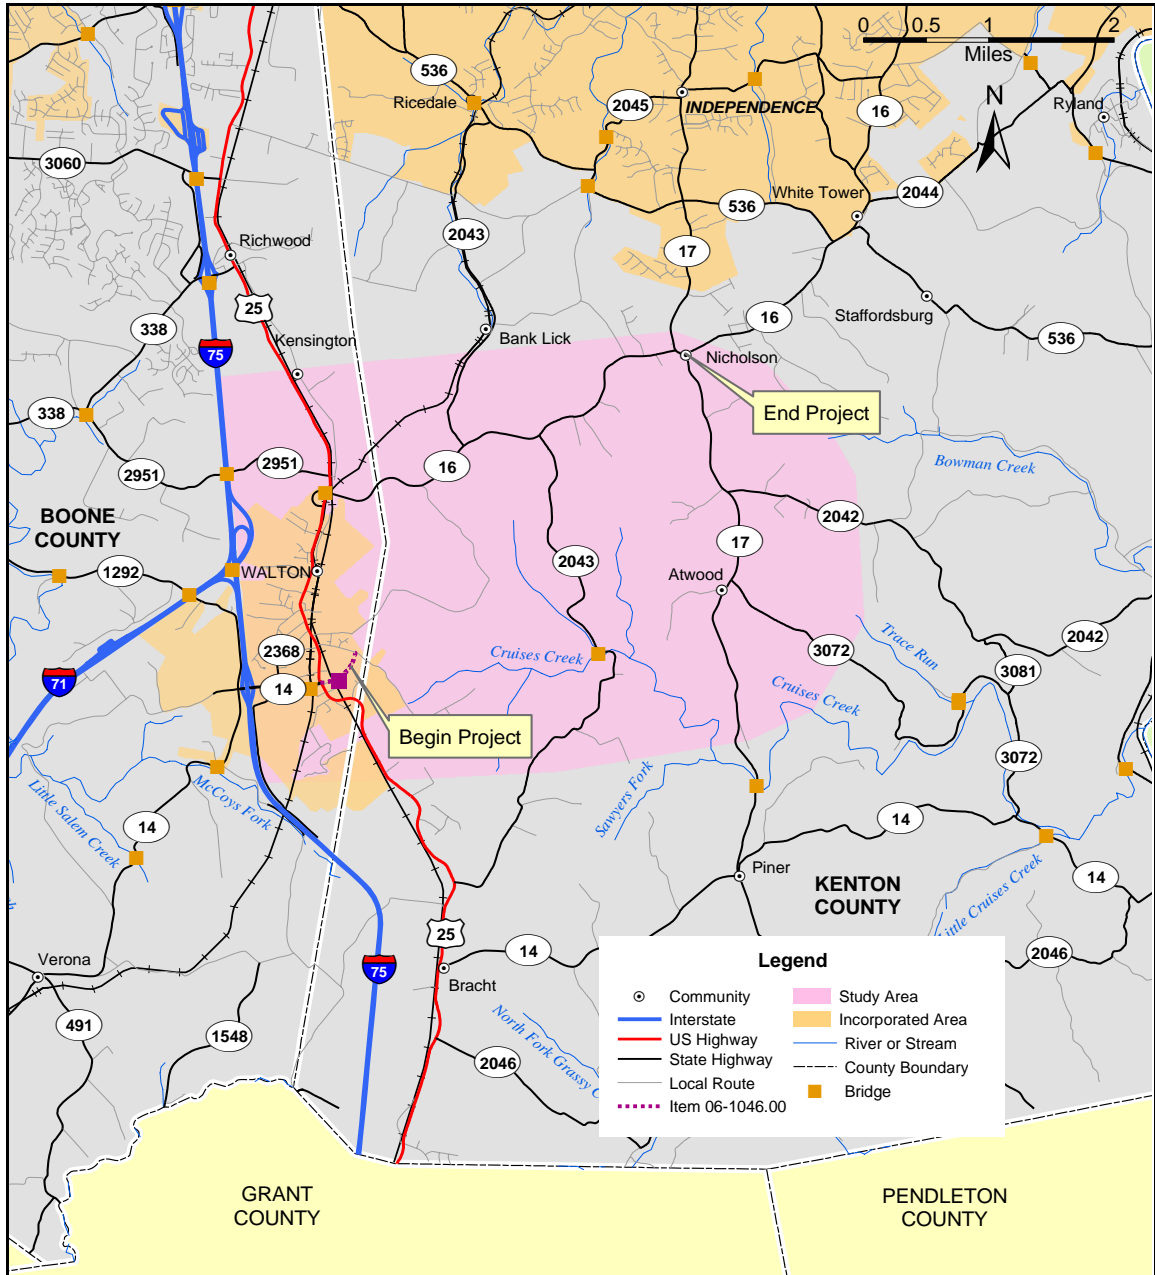 0 0.5 1 2
Miles
N
536
Ricedale
2045
INDEPENDENCE
16
Ryland
3060
2043
White Tower
2044
536
17
Richwood
25
338
75
Kensington
Bank Lick
16
Staffordsburg
536
Nicholson
End Project
338
2951
2951
16
Bowman Creek
BOONE
COUNTY
2042
17
1292
WALTON
2043
Atwood
2368
14
Cruises Creek
3072
Trace Run
2042
3081
71
Cruises Creek
Begin Project
3072
Sawyers Fork
McCoys Fork
Little Salem Creek
14
14
Piner
KENTON
COUNTY
14
Little Cruises Creek
25
14
Verona
75
Bracht
2046
491
1548
2046
North Fork Grassy C
Legend
Community
Interstate
US Highway
State Highway
Local Route
Item 06-1046.00
Study Area
Incorporated Area
River or Stream
County Boundary
Bridge
GRANT
COUNTY
PENDLETON
COUNTY